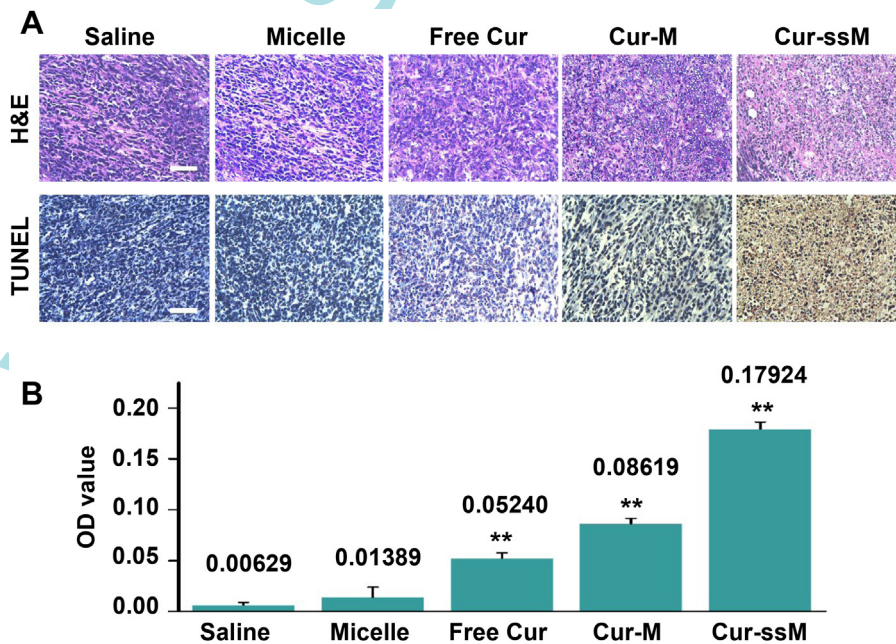 A
Saline Micelle Free Cur Cur-M Cur-ssM
H&E
TUNEL
B
OD value
0.20
0.15
0.10
0.05
0.00
0.00629
0.01389
0.05240
**
0.08619
**
0.17924
**
Saline Micelle Free Cur Cur-M Cur-ssM